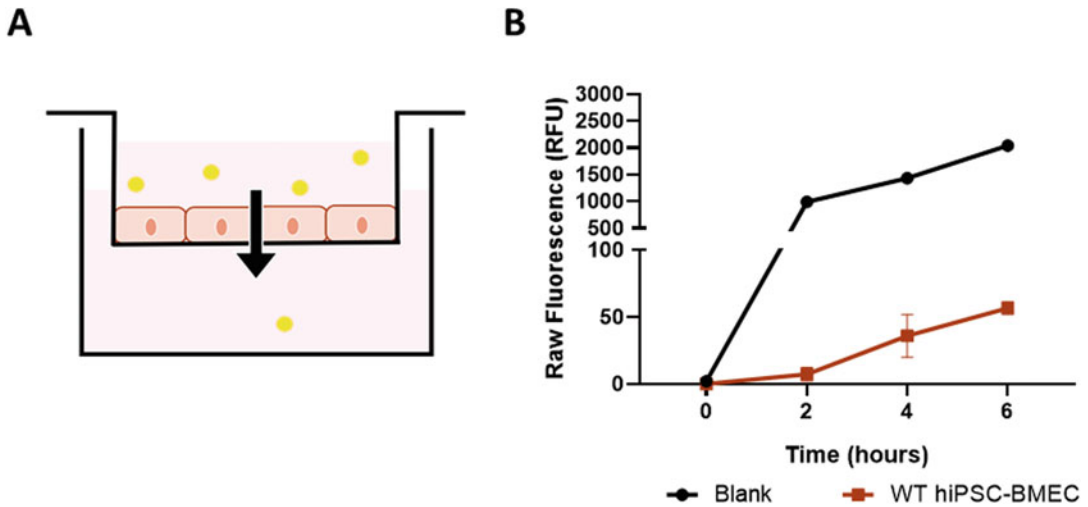 A
B
Raw Fluorescence (RFU)
3000
2500
2000
1500
1000
500
100
50
0
0 2 4 6
Time (hours)
Blank WT hiPSC-BMEC